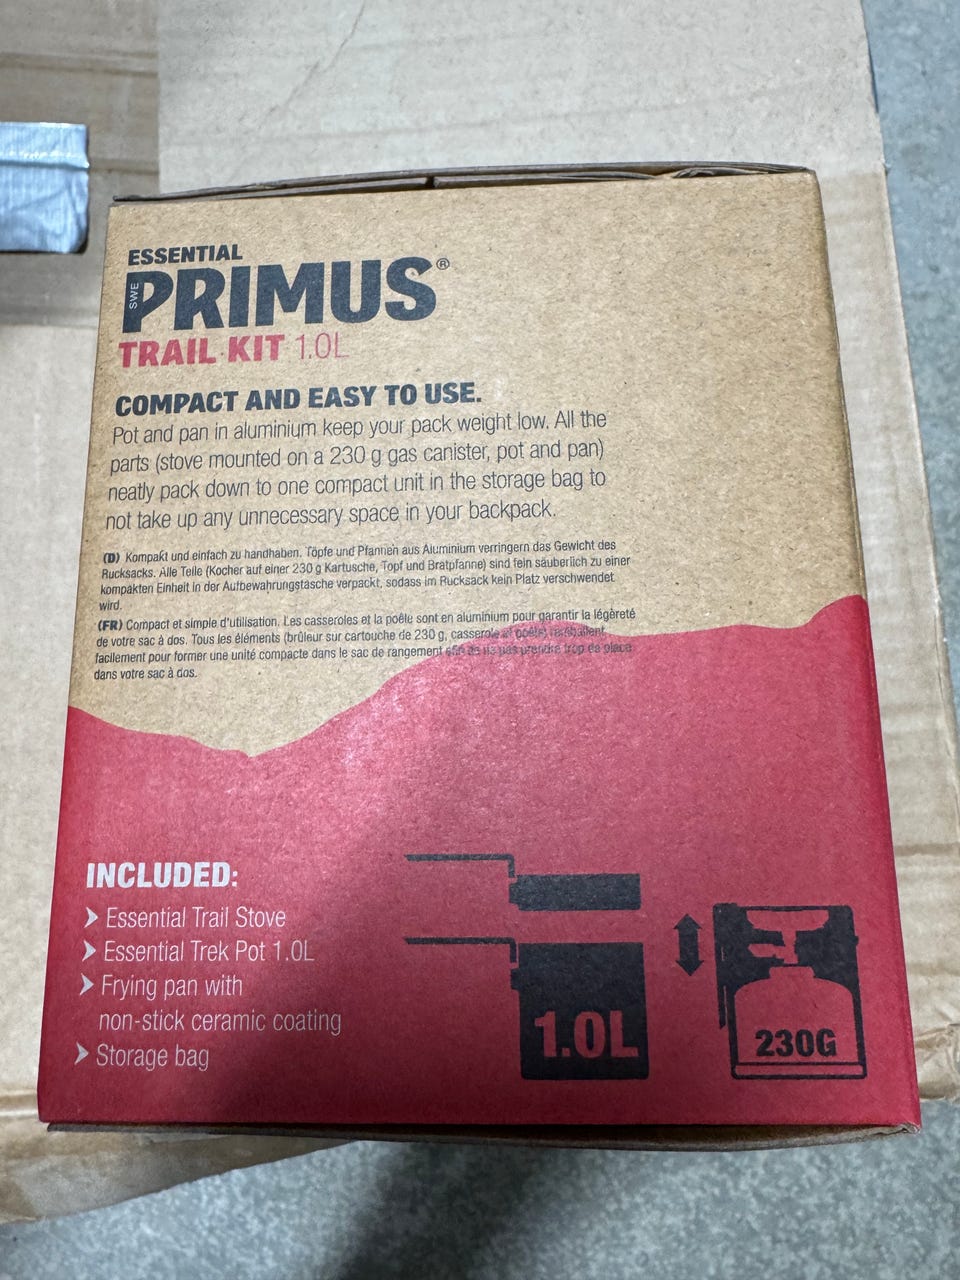 ESSENTIAL
SWE
PRIMUS®
TRAIL KIT 1.0L
COMPACT AND EASY TO USE.
Pot and pan in aluminium keep your pack weight low. All the
parts (stove mounted on a 230 g gas canister, pot and pan)
neatly pack down to one compact unit in the storage bag to
not take up any unnecessary space in your backpack.
(D) Kompakt und einfach zu handhaben. Töpfe und Pfannen aus Aluminium verringern das Gewicht des
Rucksacks. Alle Teile (Kocher auf einer 230 g Kartusche, Topf und Bratpfanne) sind fein säuberlich zu einer
kompakten Einheit in der Aufbewahrungstasche verpackt, sodass im Rucksack kein Platz verschwendet
wird.
(FR) Compact et simple d'utilisation. Les casseroles et la poêle sont en aluminium pour garantir la légèreté
de votre sac à dos. Tous les éléments (brûleur sur cartouche de 230 g, casserole et poêle)
facilement pour former une unité compacte dans le sac de rangement afin de ne pas prendre trop de place
dans votre sac à dos.
INCLUDED:
Essential Trail Stove
Essential Trek Pot 1.0L
Frying pan with
non-stick ceramic coating
Storage bag
1.0L
230G